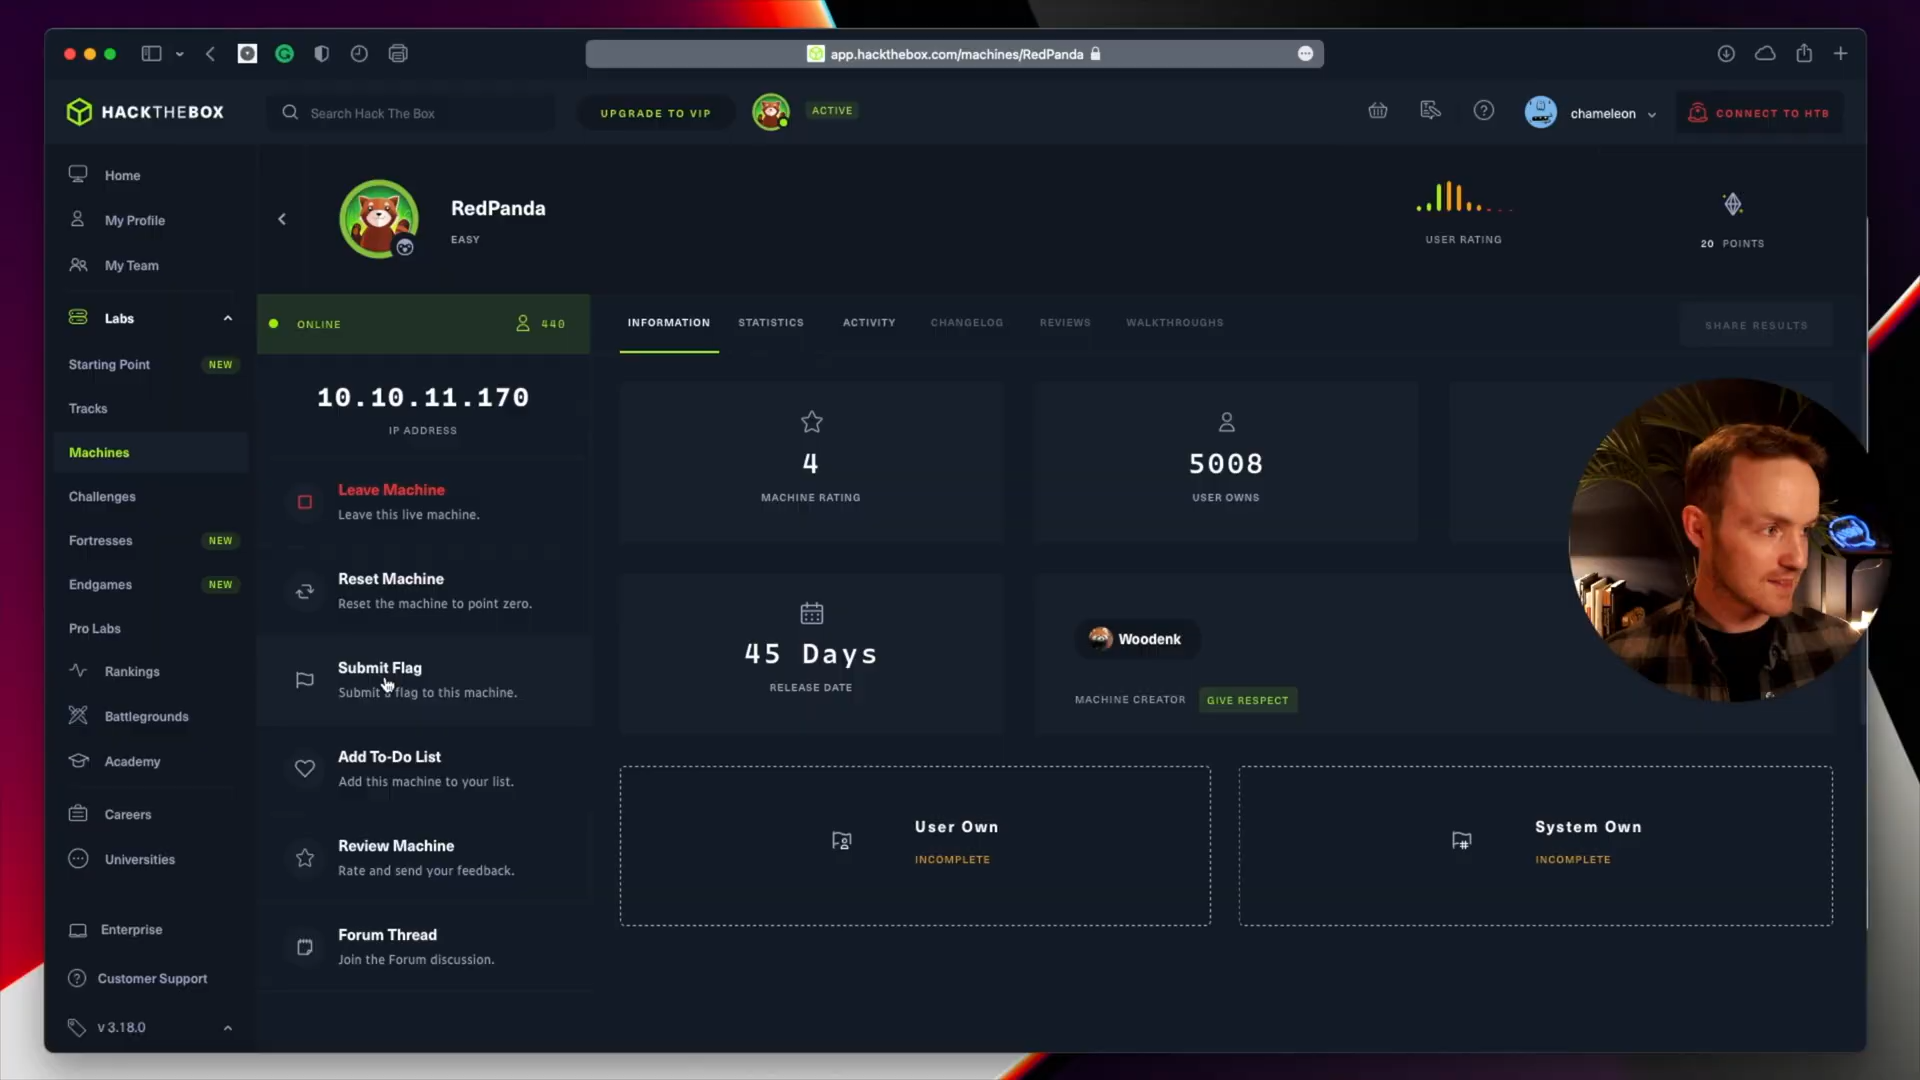 app.hackthebox.com/machines/RedPanda
HACKTHEBOX
Search Hack The Box
UPGRADE TO VIP
ACTIVE
chameleon
CONNECT TO HTB
Home
My Profile
My Team
Labs
Starting Point NEW
Tracks
Machines
Challenges
Fortresses NEW
Endgames NEW
Pro Labs
Rankings
Battlegrounds
Academy
Careers
Universities
Enterprise
Customer Support
v 3.18.0
RedPanda
EASY
USER RATING
20 POINTS
ONLINE 440
10.10.11.170
IP ADDRESS
Leave Machine
Leave this live machine.
Reset Machine
Reset the machine to point zero.
Submit Flag
Submit a flag to this machine.
Add To-Do List
Add this machine to your list.
Review Machine
Rate and send your feedback.
Forum Thread
Join the Forum discussion.
INFORMATION STATISTICS ACTIVITY CHANGELOG REVIEWS WALKTHROUGHS
SHARE RESULTS
4
MACHINE RATING
5008
USER OWNS
45 Days
RELEASE DATE
Woodenk
MACHINE CREATOR GIVE RESPECT
User Own
INCOMPLETE
System Own
INCOMPLETE